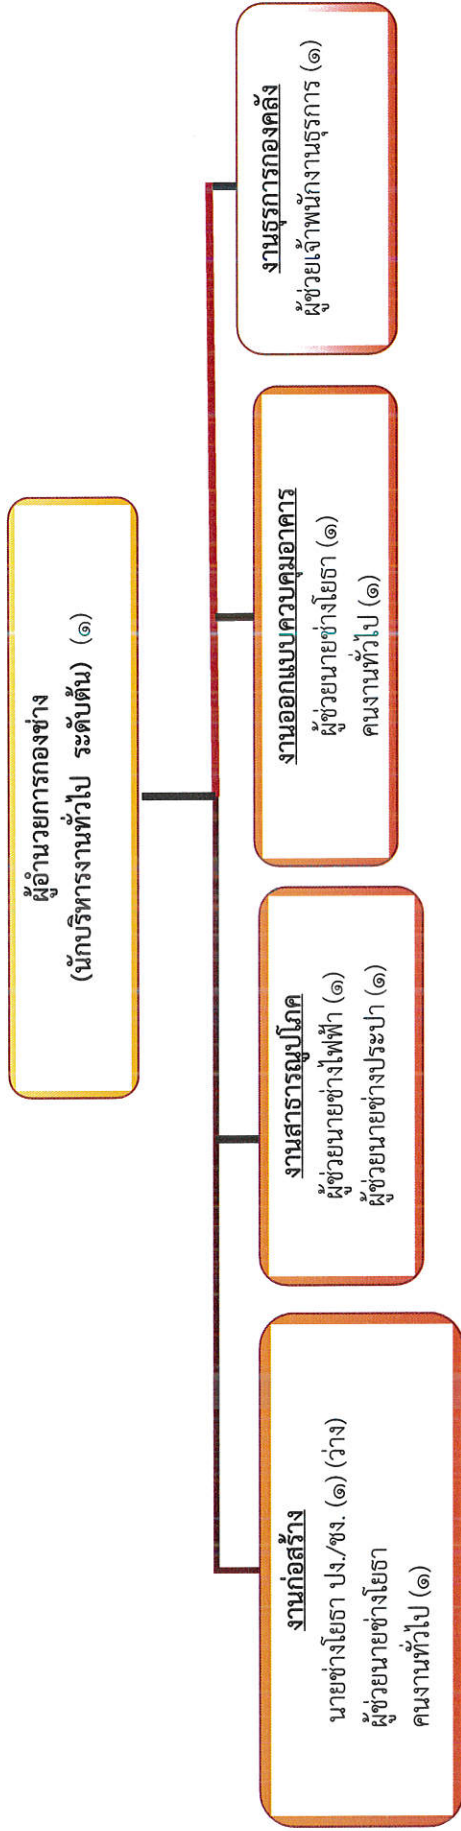 ผู้อำนวยการกองช่าง
(นักบริหารงานทั่วไป ระดับต้น) (๑)
งานก่อสร้าง
นายช่างโยธา ปง./ชง. (๑) (ว่าง)
ผู้ช่วยนายช่างโยธา
คนงานทั่วไป (๑)
งานสาธารณูปโภค
ผู้ช่วยนายช่างไฟฟ้า (๑)
ผู้ช่วยนายช่างประปา (๑)
งานออกแบบควบคุมอาคาร
ผู้ช่วยนายช่างโยธา (๑)
คนงานทั่วไป (๑)
งานธุรการกองคลัง
ผู้ช่วยเจ้าพนักงานธุรการ (๑)